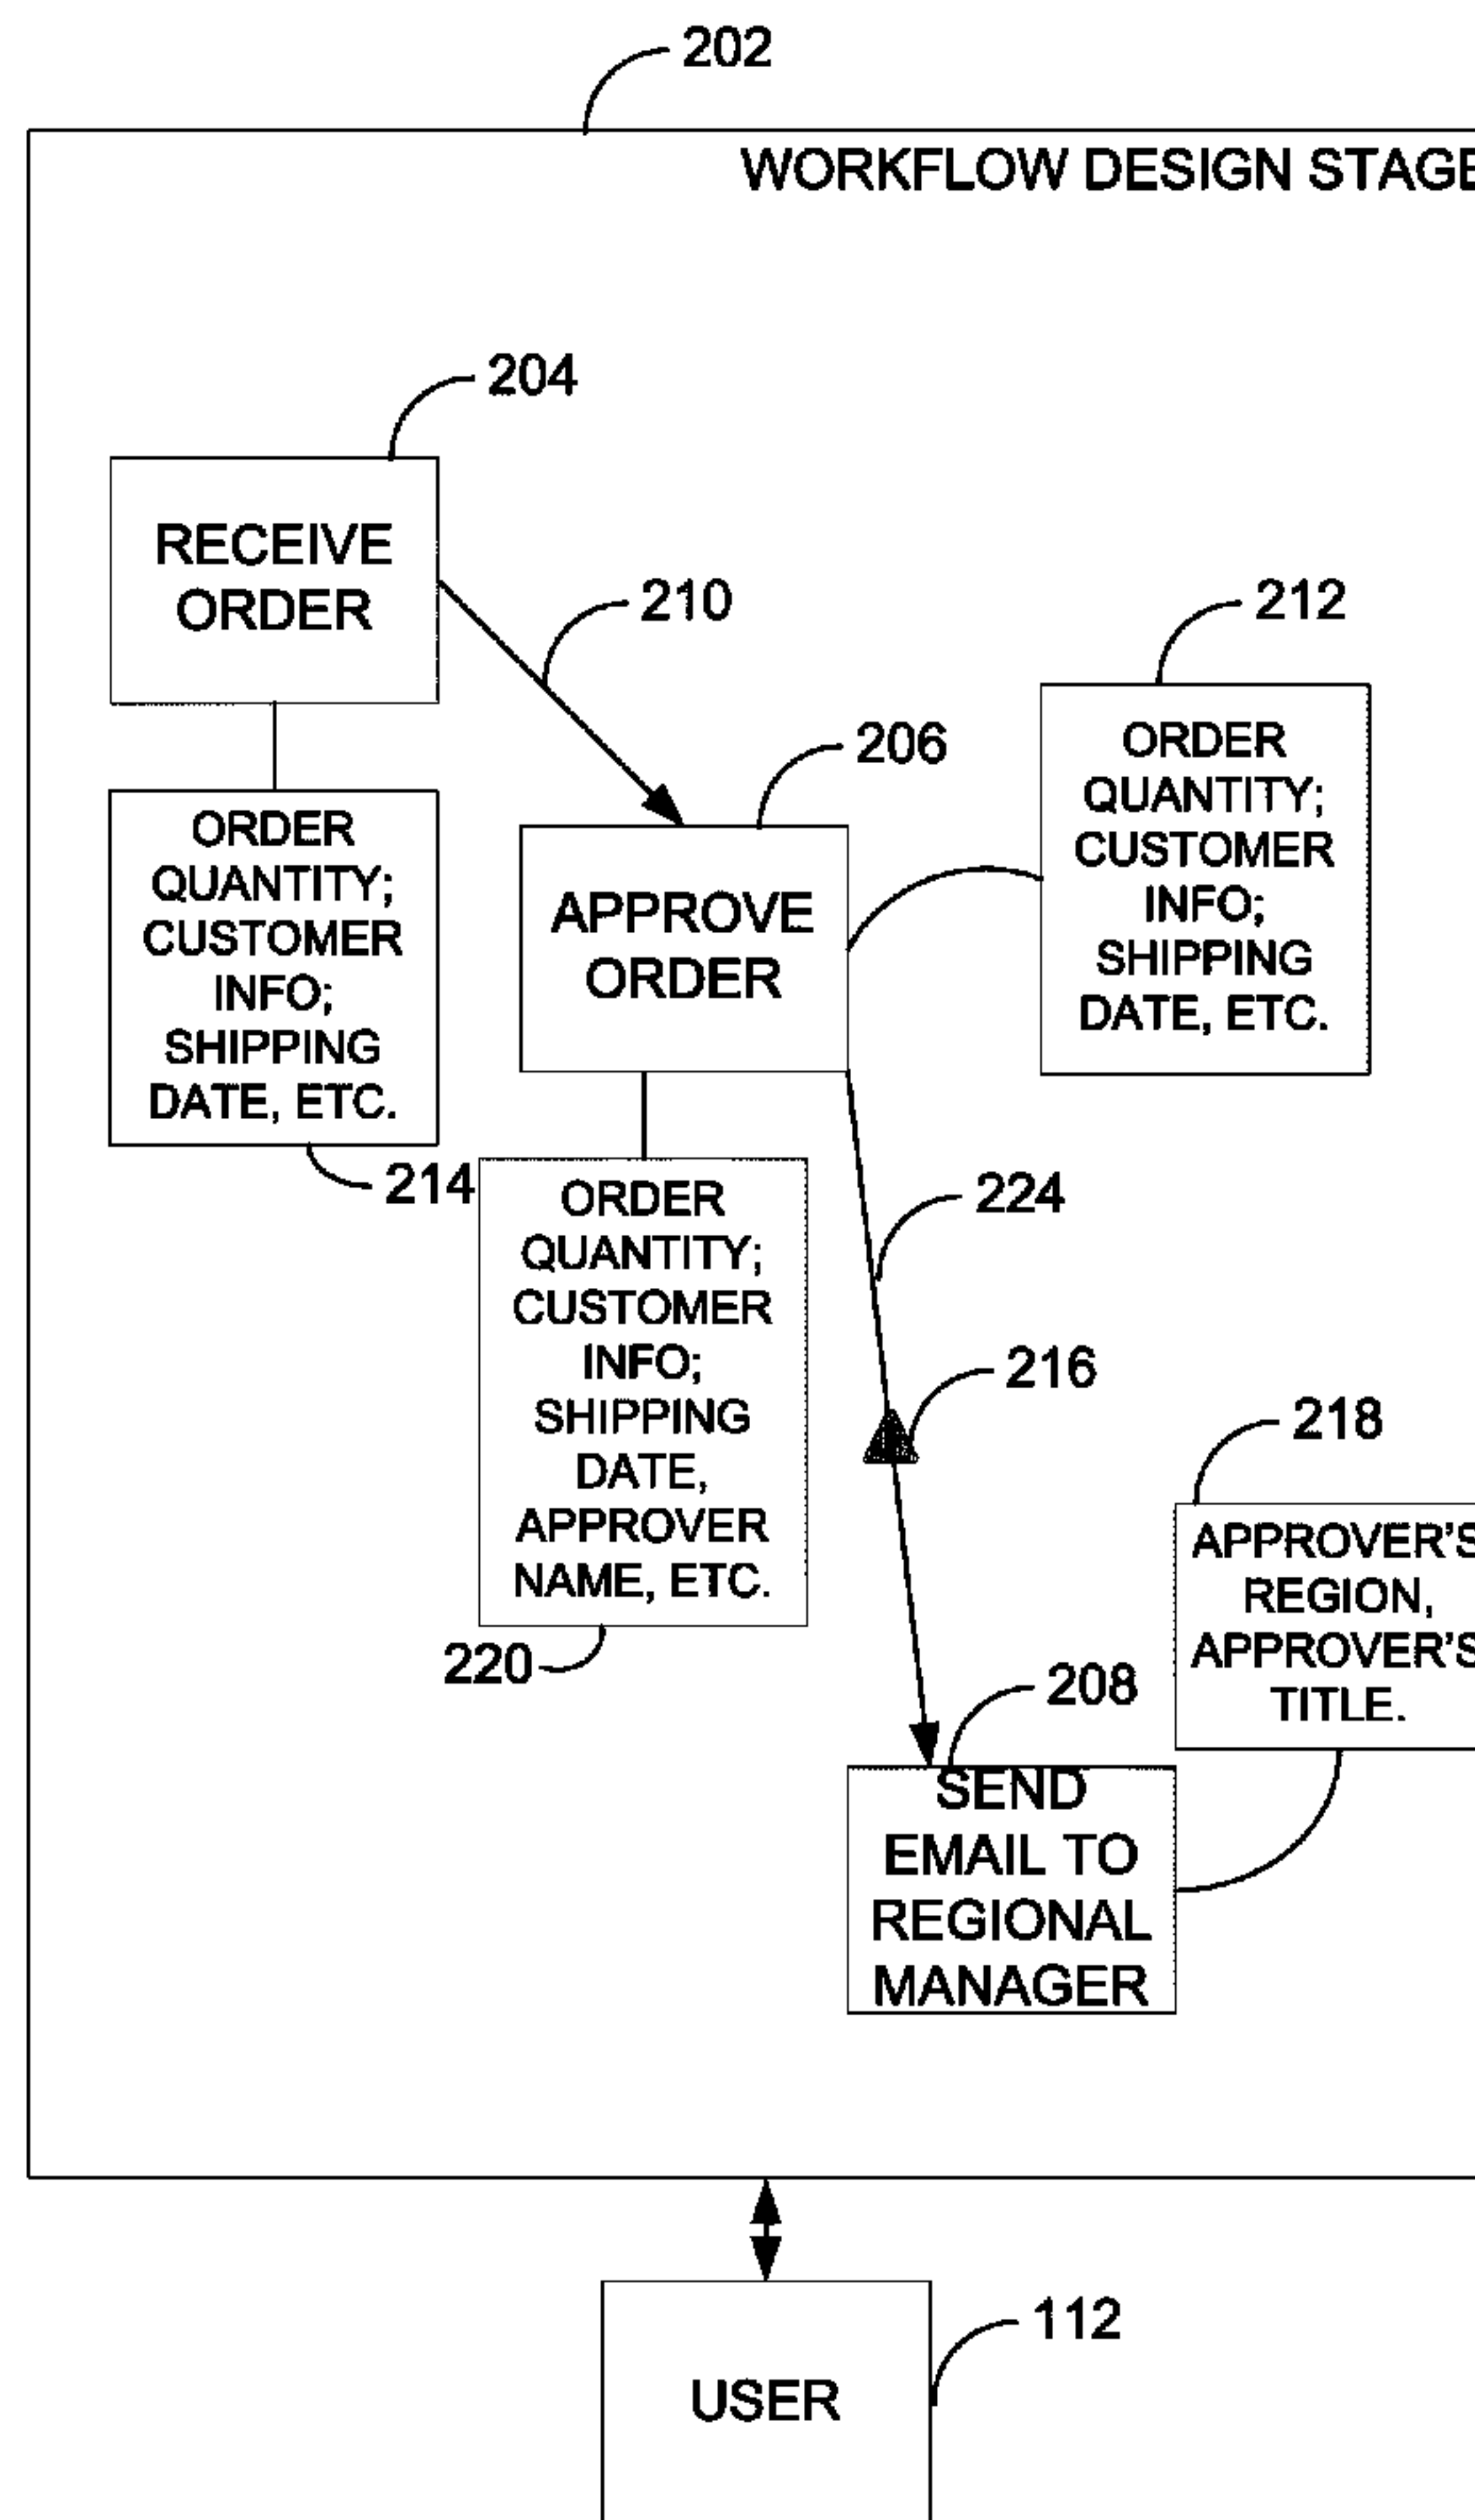 202
WORKFLOW DESIGN STAGE
204
RECEIVE
ORDER
210
212
206
ORDER
QUANTITY;
CUSTOMER
INFO;
SHIPPING
DATE, ETC.
APPROVE
ORDER
ORDER
QUANTITY;
CUSTOMER
INFO;
SHIPPING
DATE, ETC.
214
224
ORDER
QUANTITY;
CUSTOMER
INFO;
SHIPPING
DATE,
APPROVER
NAME, ETC.
220
216
218
APPROVER'S
REGION,
APPROVER'S
TITLE.
208
SEND
EMAIL TO
REGIONAL
MANAGER
112
USER